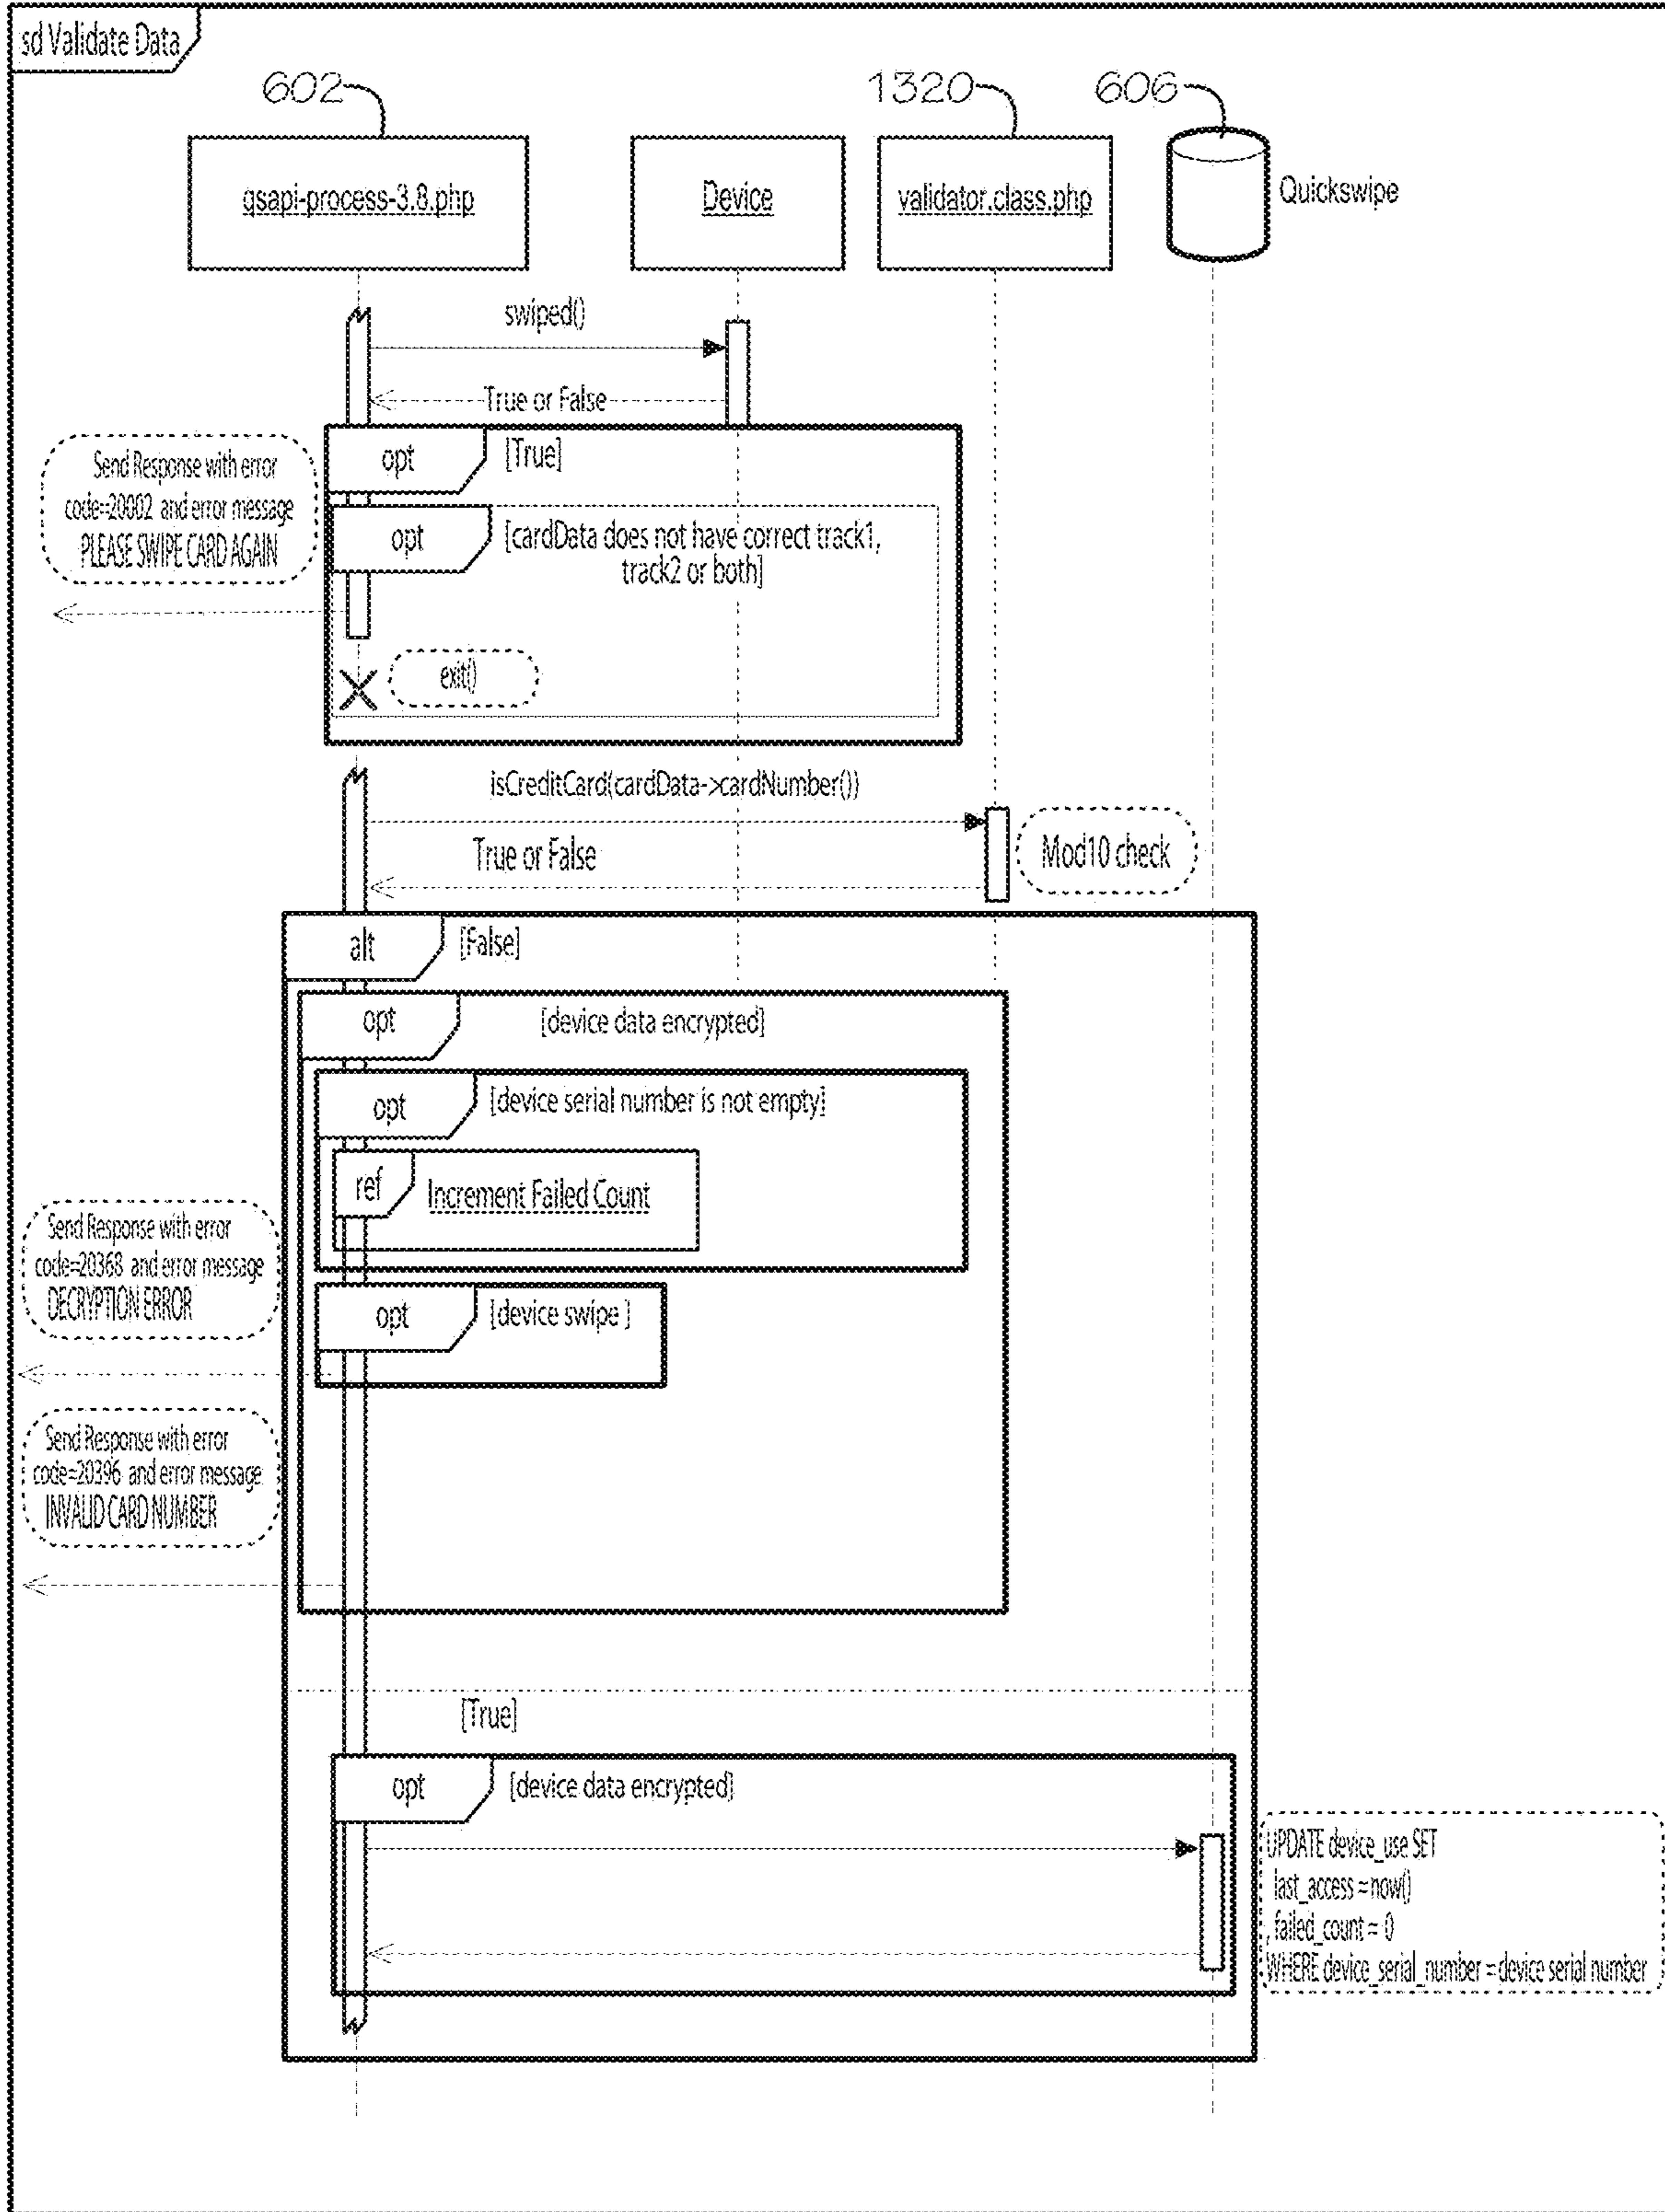 sd Validate Data
602
1320
606
qsapi-process-3.8.php
Device
validator.class.php
Quickswipe
swiped()
True or False
opt
[True]
Send Response with error
code=20002 and error message
PLEASE SWIPE CARD AGAIN
opt
[cardData does not have correct track1,
track2 or both]
exit()
isCreditCard(cardData->cardNumber())
True or False
Mod10 check
alt
[False]
opt
[device data encrypted]
opt
[device serial number is not empty]
ref
Increment Failed Count
Send Response with error
code=20368 and error message
DECRYPTION ERROR
opt
[device swipe ]
Send Response with error
code=20396 and error message
INVALID CARD NUMBER
[True]
opt
[device data encrypted]
UPDATE device_use SET
last_access =now()
, failed_count = 0
WHERE device_serial_number = device serial number